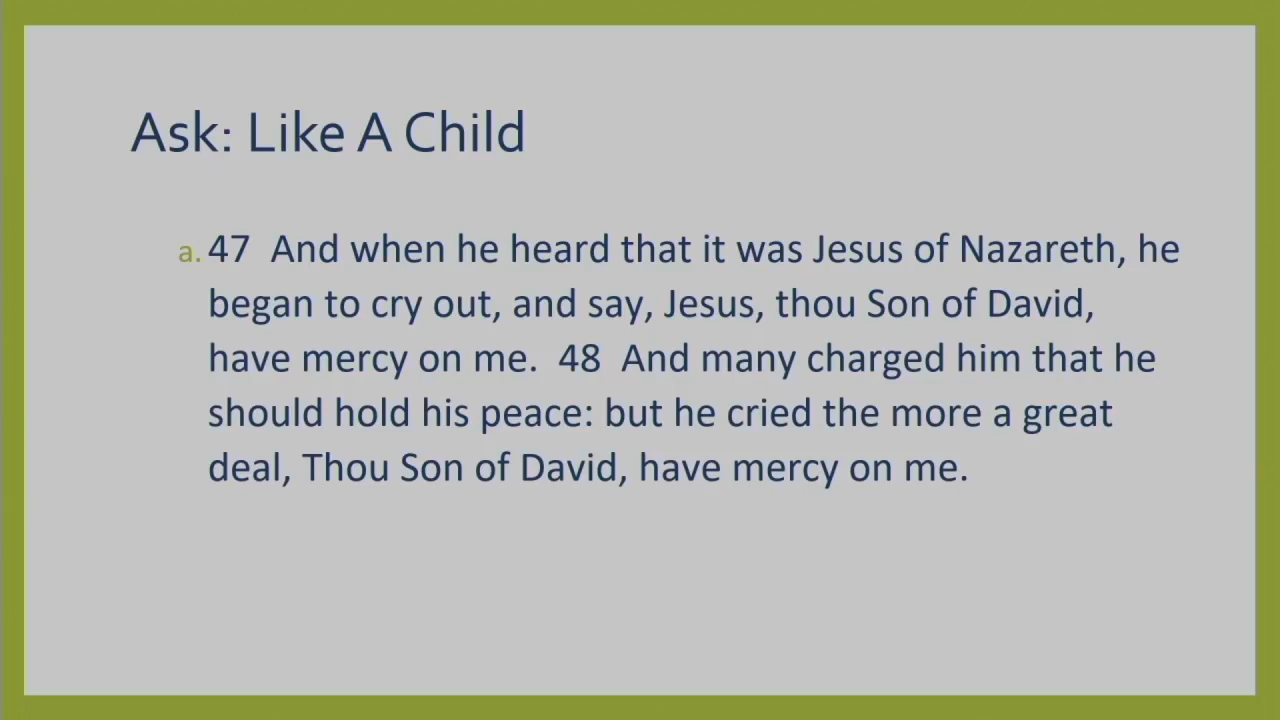 Ask: Like A Child
a. 47  And when he heard that it was Jesus of Nazareth, he
began to cry out, and say, Jesus, thou Son of David,
have mercy on me.  48  And many charged him that he
should hold his peace: but he cried the more a great
deal, Thou Son of David, have mercy on me.